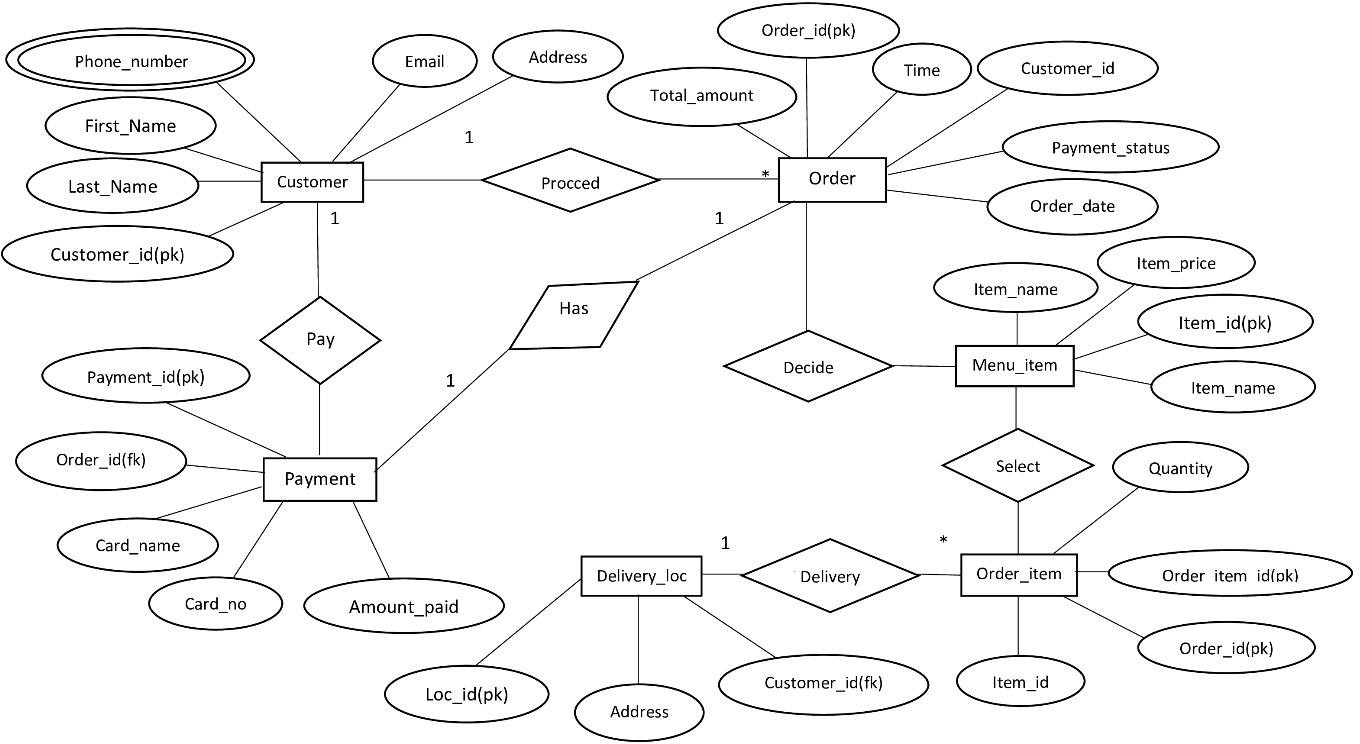 Order_id(pk)
Phone_number
Email
Address
Time
Customer_id
Total_amount
First_Name
1
Payment_status
Customer
Procced
*
Order
Last_Name
Order_date
1
1
Customer_id(pk)
Item_price
Item_name
Has
Item_id(pk)
Pay
Decide
Menu_item
Payment_id(pk)
1
Item_name
Order_id(fk)
Payment
Select
Quantity
Card_name
1
*
Delivery_loc
Delivery
Order_item
Order_item_id(pk)
Card_no
Amount_paid
Order_id(pk)
Loc_id(pk)
Customer_id(fk)
Item_id
Address